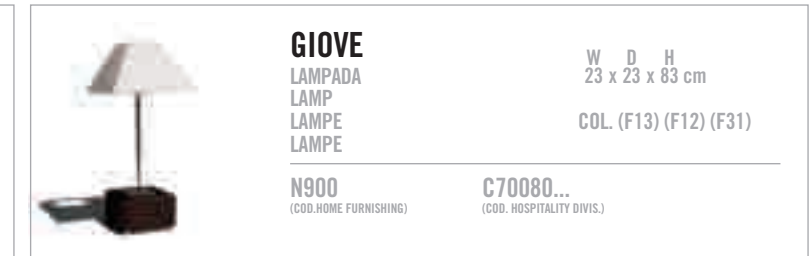 GIOVE
LAMPADA
LAMP
LAMPE
LAMPE
W D H
23 x 23 x 83 cm
COL. (F13) (F12) (F31)
N900
(COD.HOME FURNISHING)
C70080...
(COD. HOSPITALITY DIVIS.)